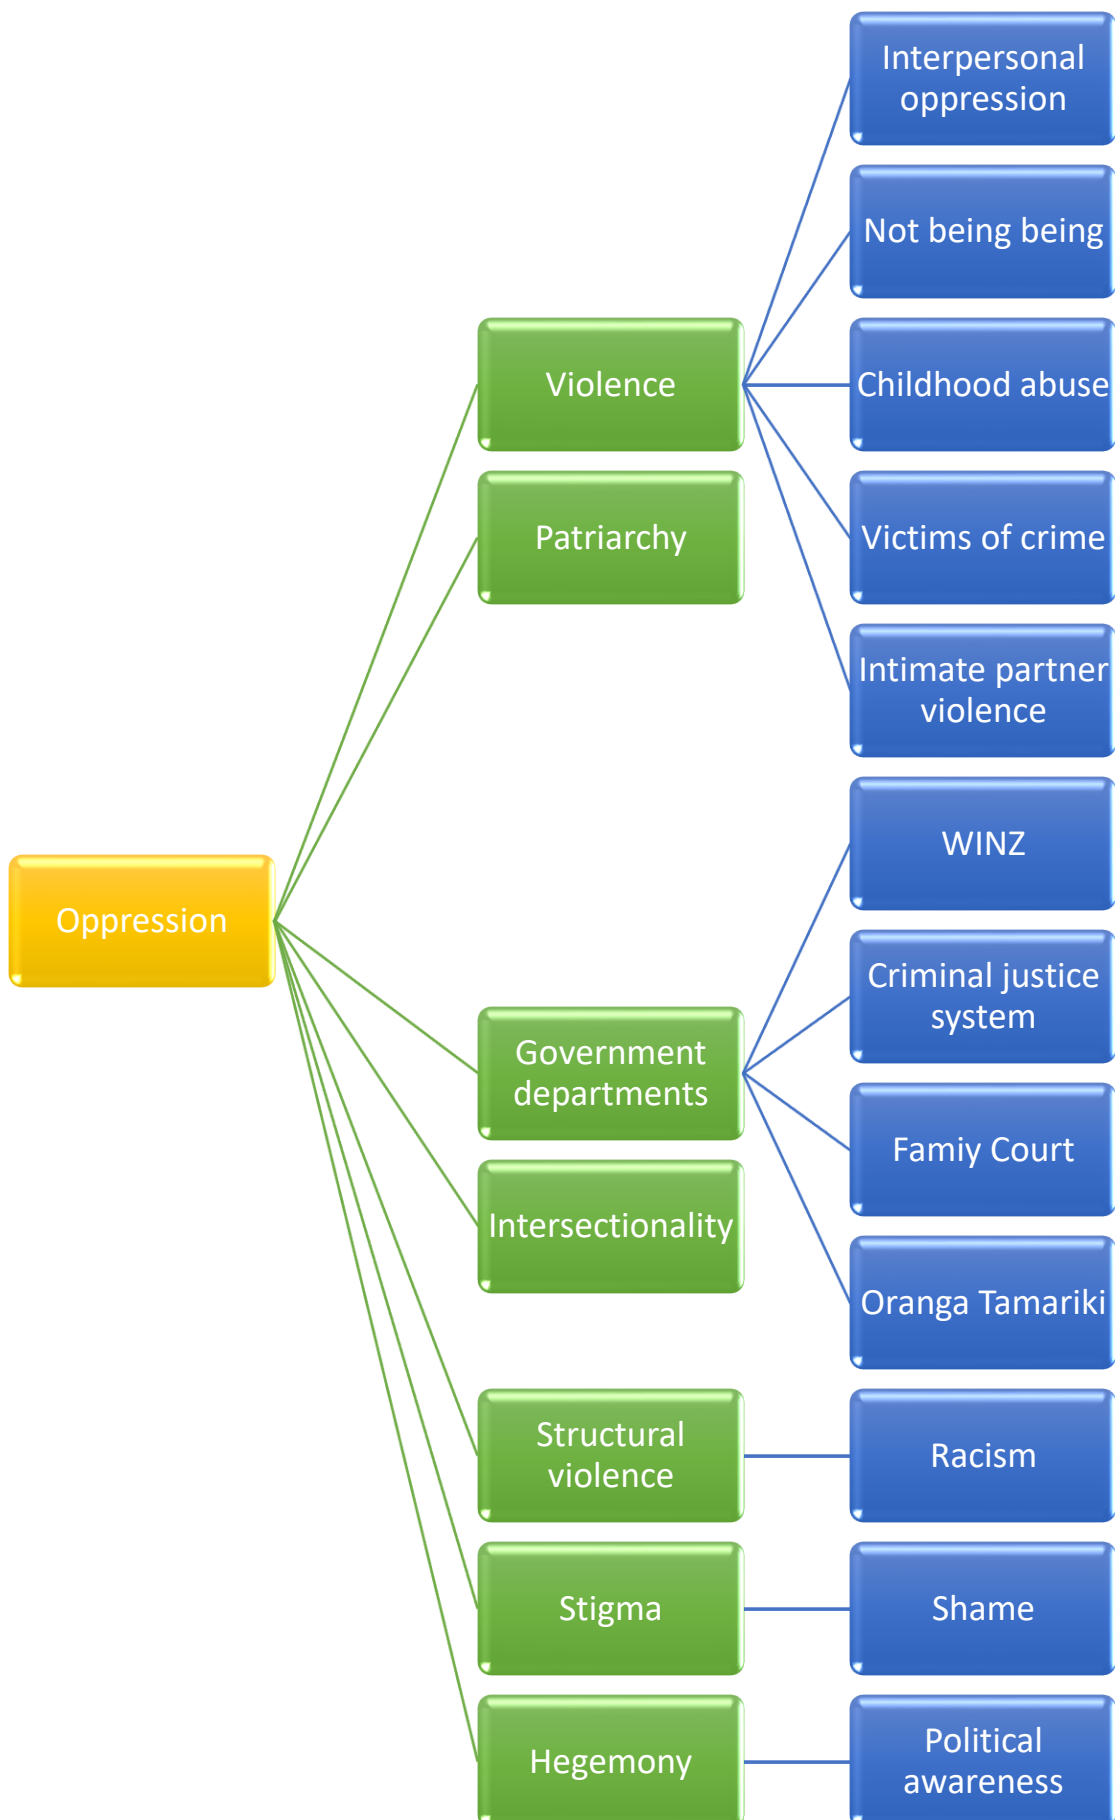 Oppression
Violence
Interpersonal
oppression
Not being being
Childhood abuse
Victims of crime
Intimate partner
violence
Patriarchy
Government
departments
WINZ
Criminal justice
system
Famiy Court
Oranga Tamariki
Intersectionality
Structural
violence
Racism
Stigma
Shame
Hegemony
Political
awareness